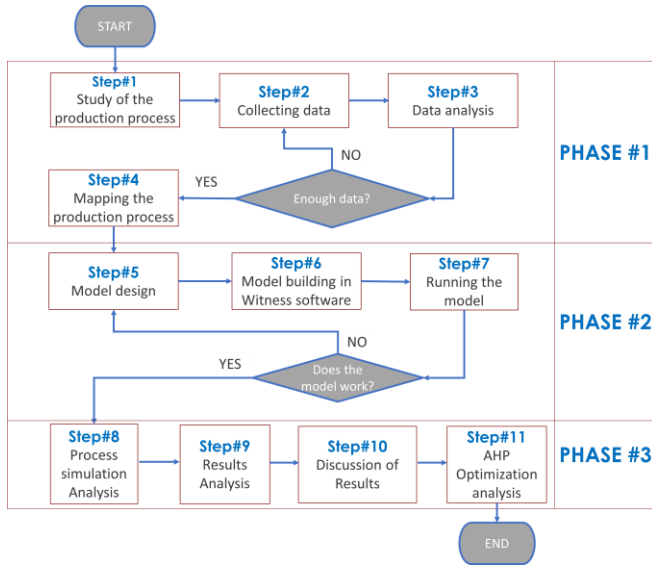 START
Step#1
Study of the
production process
Step#2
Collecting data
Step#3
Data analysis
PHASE #1
NO
Enough data?
YES
Step#4
Mapping the
production process
Step#5
Model design
Step#6
Model building in
Witness software
Step#7
Running the
model
PHASE #2
NO
Does the
model work?
YES
Step#8
Process
simulation
Analysis
Step#9
Results
Analysis
Step#10
Discussion of
Results
Step#11
AHP
Optimization
analysis
PHASE #3
END